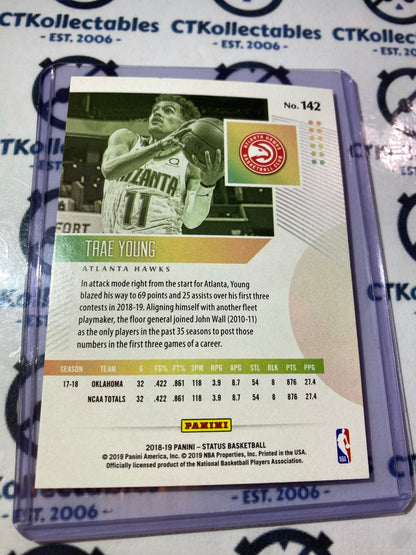 CTKollectables
- EST. 2006 -
CTKollectables
- EST. 2006 -
No. 142
ATLANTA HAWKS
BASKETBALL CLUB
ATLANTA
11
FORT
TRAE YOUNG
ATLANTA HAWKS
In attack mode right from the start for Atlanta, Young
blazed his way to 69 points and 25 assists over his first three
contests in 2018-19. Aligning himself with another fleet
playmaker, the floor general joined John Wall (2010-11)
as the only players in the past 35 seasons to post those
numbers in the first three games of a career.
SEASON TEAM G FG% FT% 3PM RPG APG STL BLK PTS PPG
17-18 OKLAHOMA 32 .422 .861 118 3.9 8.7 54 8 876 27.4
NCAA TOTALS 32 .422 .861 118 3.9 8.7 54 8 876 27.4
PANINI
NBA
2018-19 PANINI – STATUS BASKETBALL
© 2019 Panini America, Inc. © 2019 NBA Properties, Inc. Printed in the USA.
Officially licensed product of the National Basketball Players Association.
- EST. 2006 -